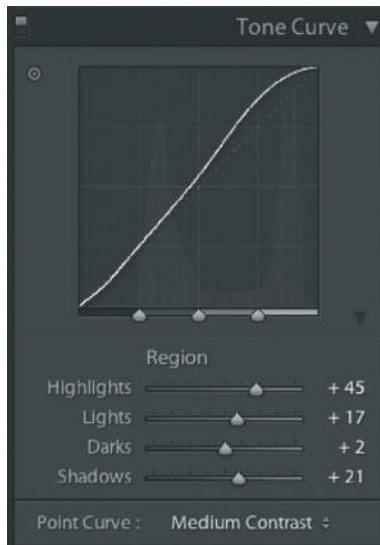 Tone Curve
Region
Highlights + 45
Lights + 17
Darks + 2
Shadows + 21
Point Curve : Medium Contrast